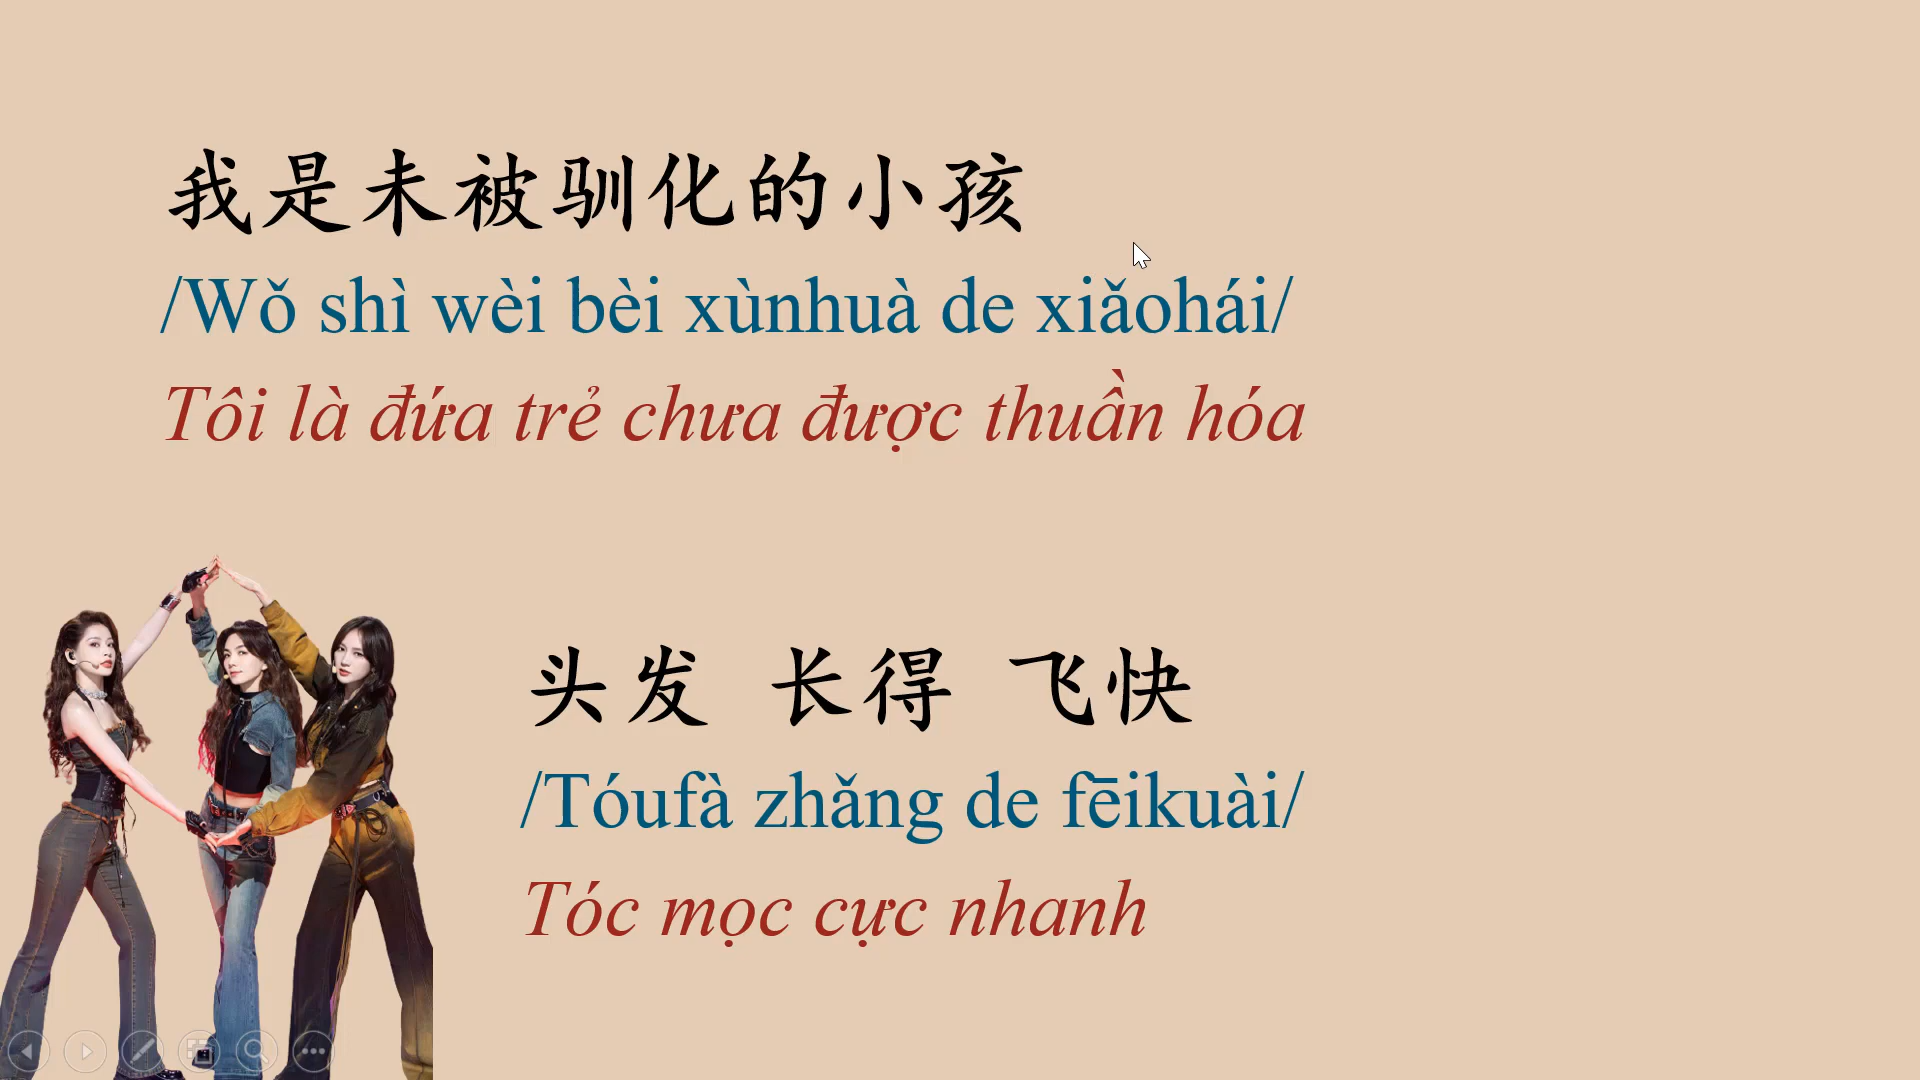 我是未被驯化的小孩
/Wǒ shì wèi bèi xùnhuà de xiǎohái/
Tôi là đứa trẻ chưa được thuần hóa
头发 长得 飞快
/Tóufà zhǎng de fēikuài/
Tóc mọc cực nhanh